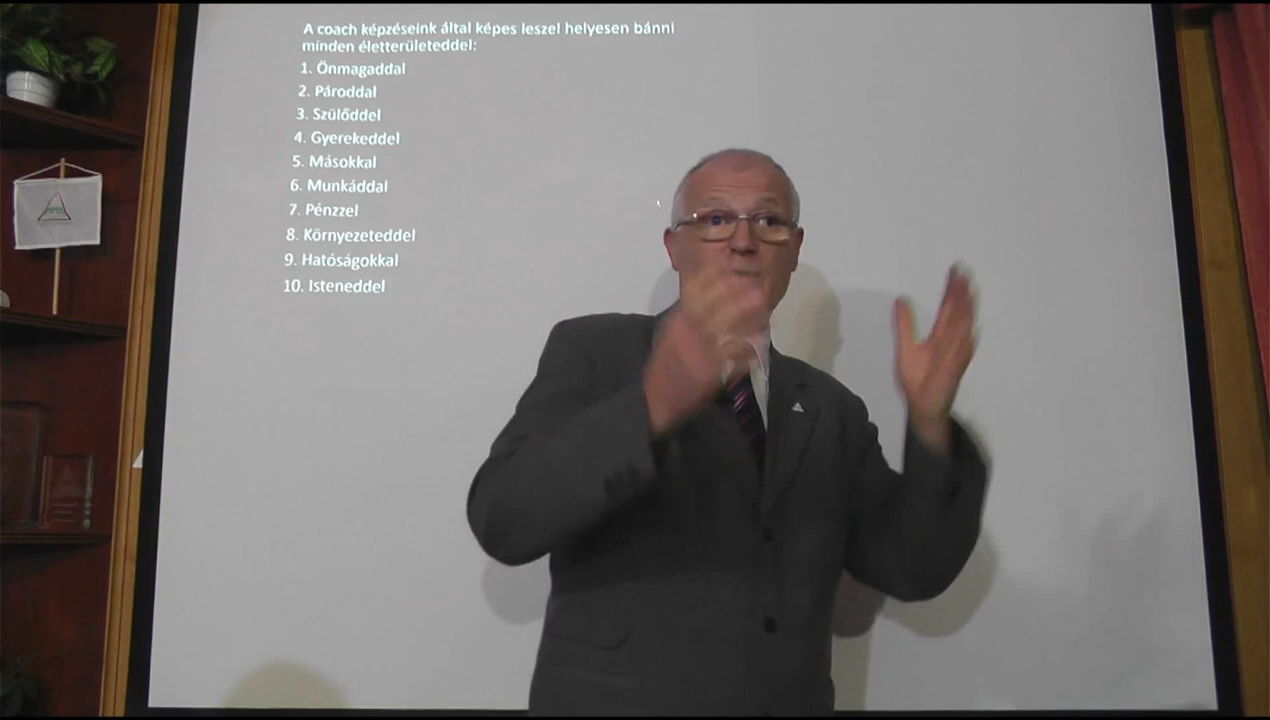 A coach képzéseink által képes leszel helyesen bánni
minden életterületeddel:
1. Önmagaddal
2. Pároddal
3. Szülőddel
4. Gyerekeddel
5. Másokkal
6. Munkáddal
7. Pénzzel
8. Környezeteddel
9. Hatóságokkal
10. Isteneddel